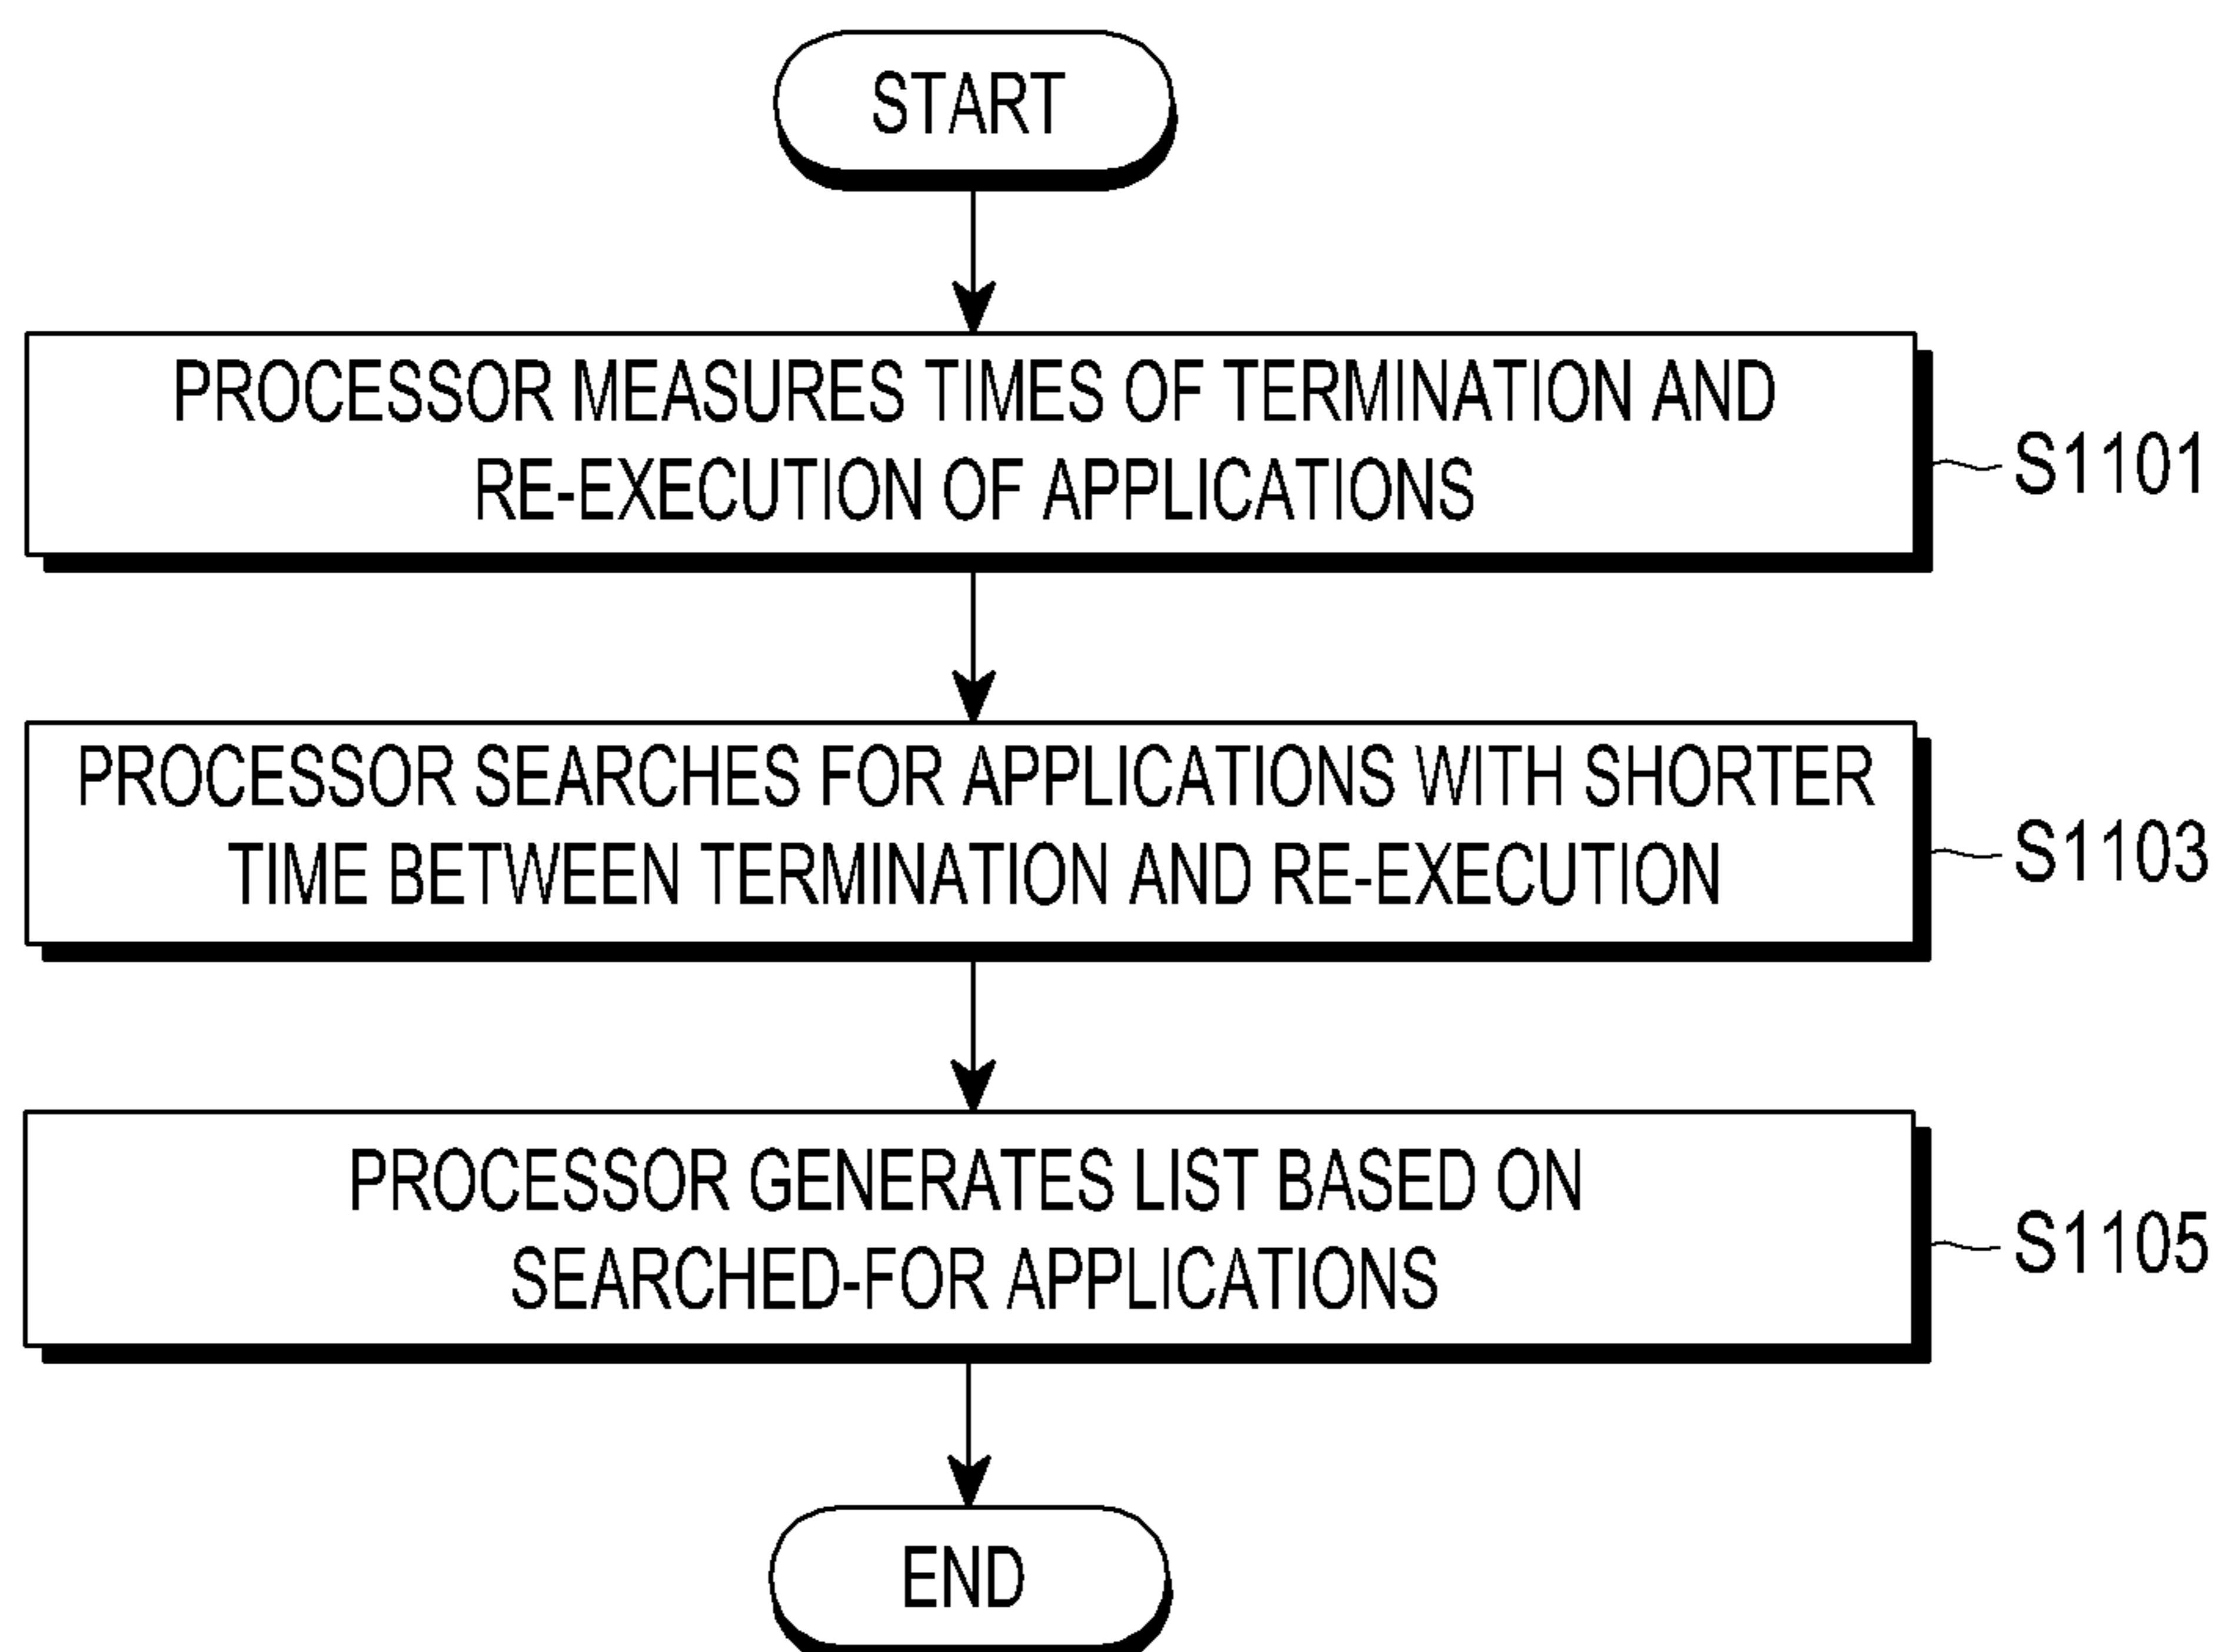 START
PROCESSOR MEASURES TIMES OF TERMINATION AND
RE-EXECUTION OF APPLICATIONS
S1101
PROCESSOR SEARCHES FOR APPLICATIONS WITH SHORTER
TIME BETWEEN TERMINATION AND RE-EXECUTION
S1103
PROCESSOR GENERATES LIST BASED ON
SEARCHED-FOR APPLICATIONS
S1105
END